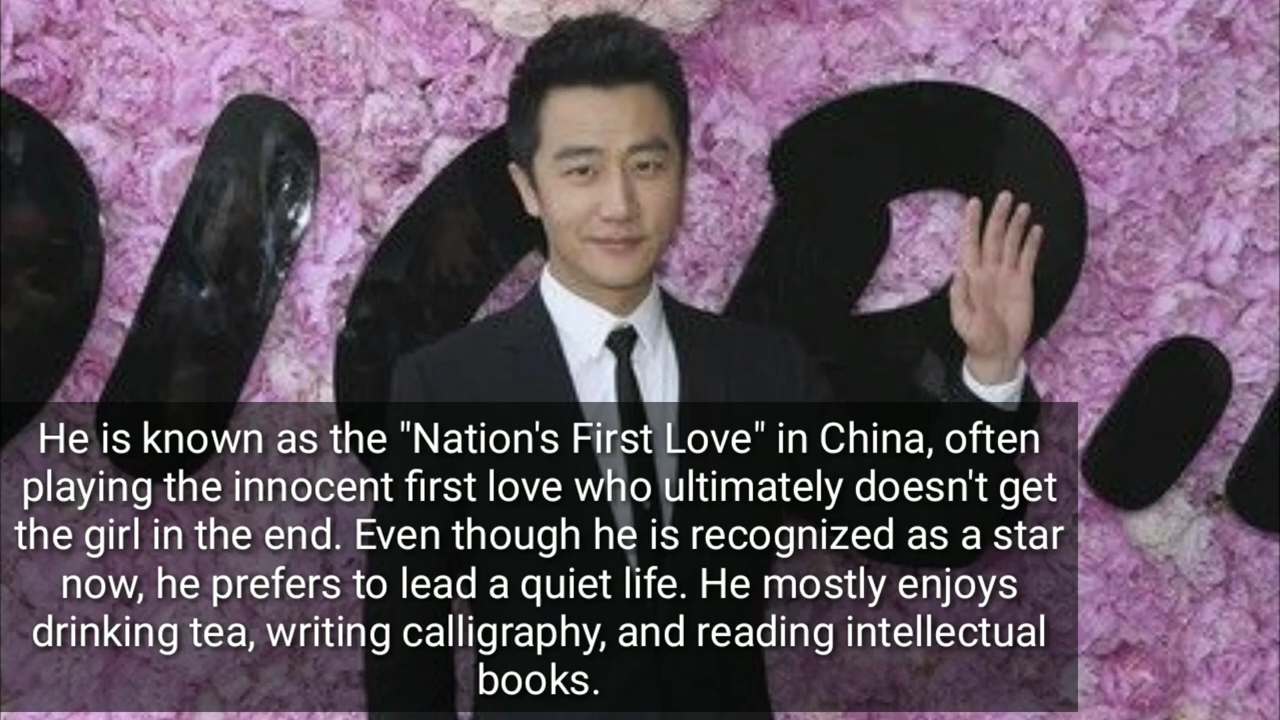 He is known as the "Nation's First Love" in China, often
playing the innocent first love who ultimately doesn't get
the girl in the end. Even though he is recognized as a star
now, he prefers to lead a quiet life. He mostly enjoys
drinking tea, writing calligraphy, and reading intellectual
books.